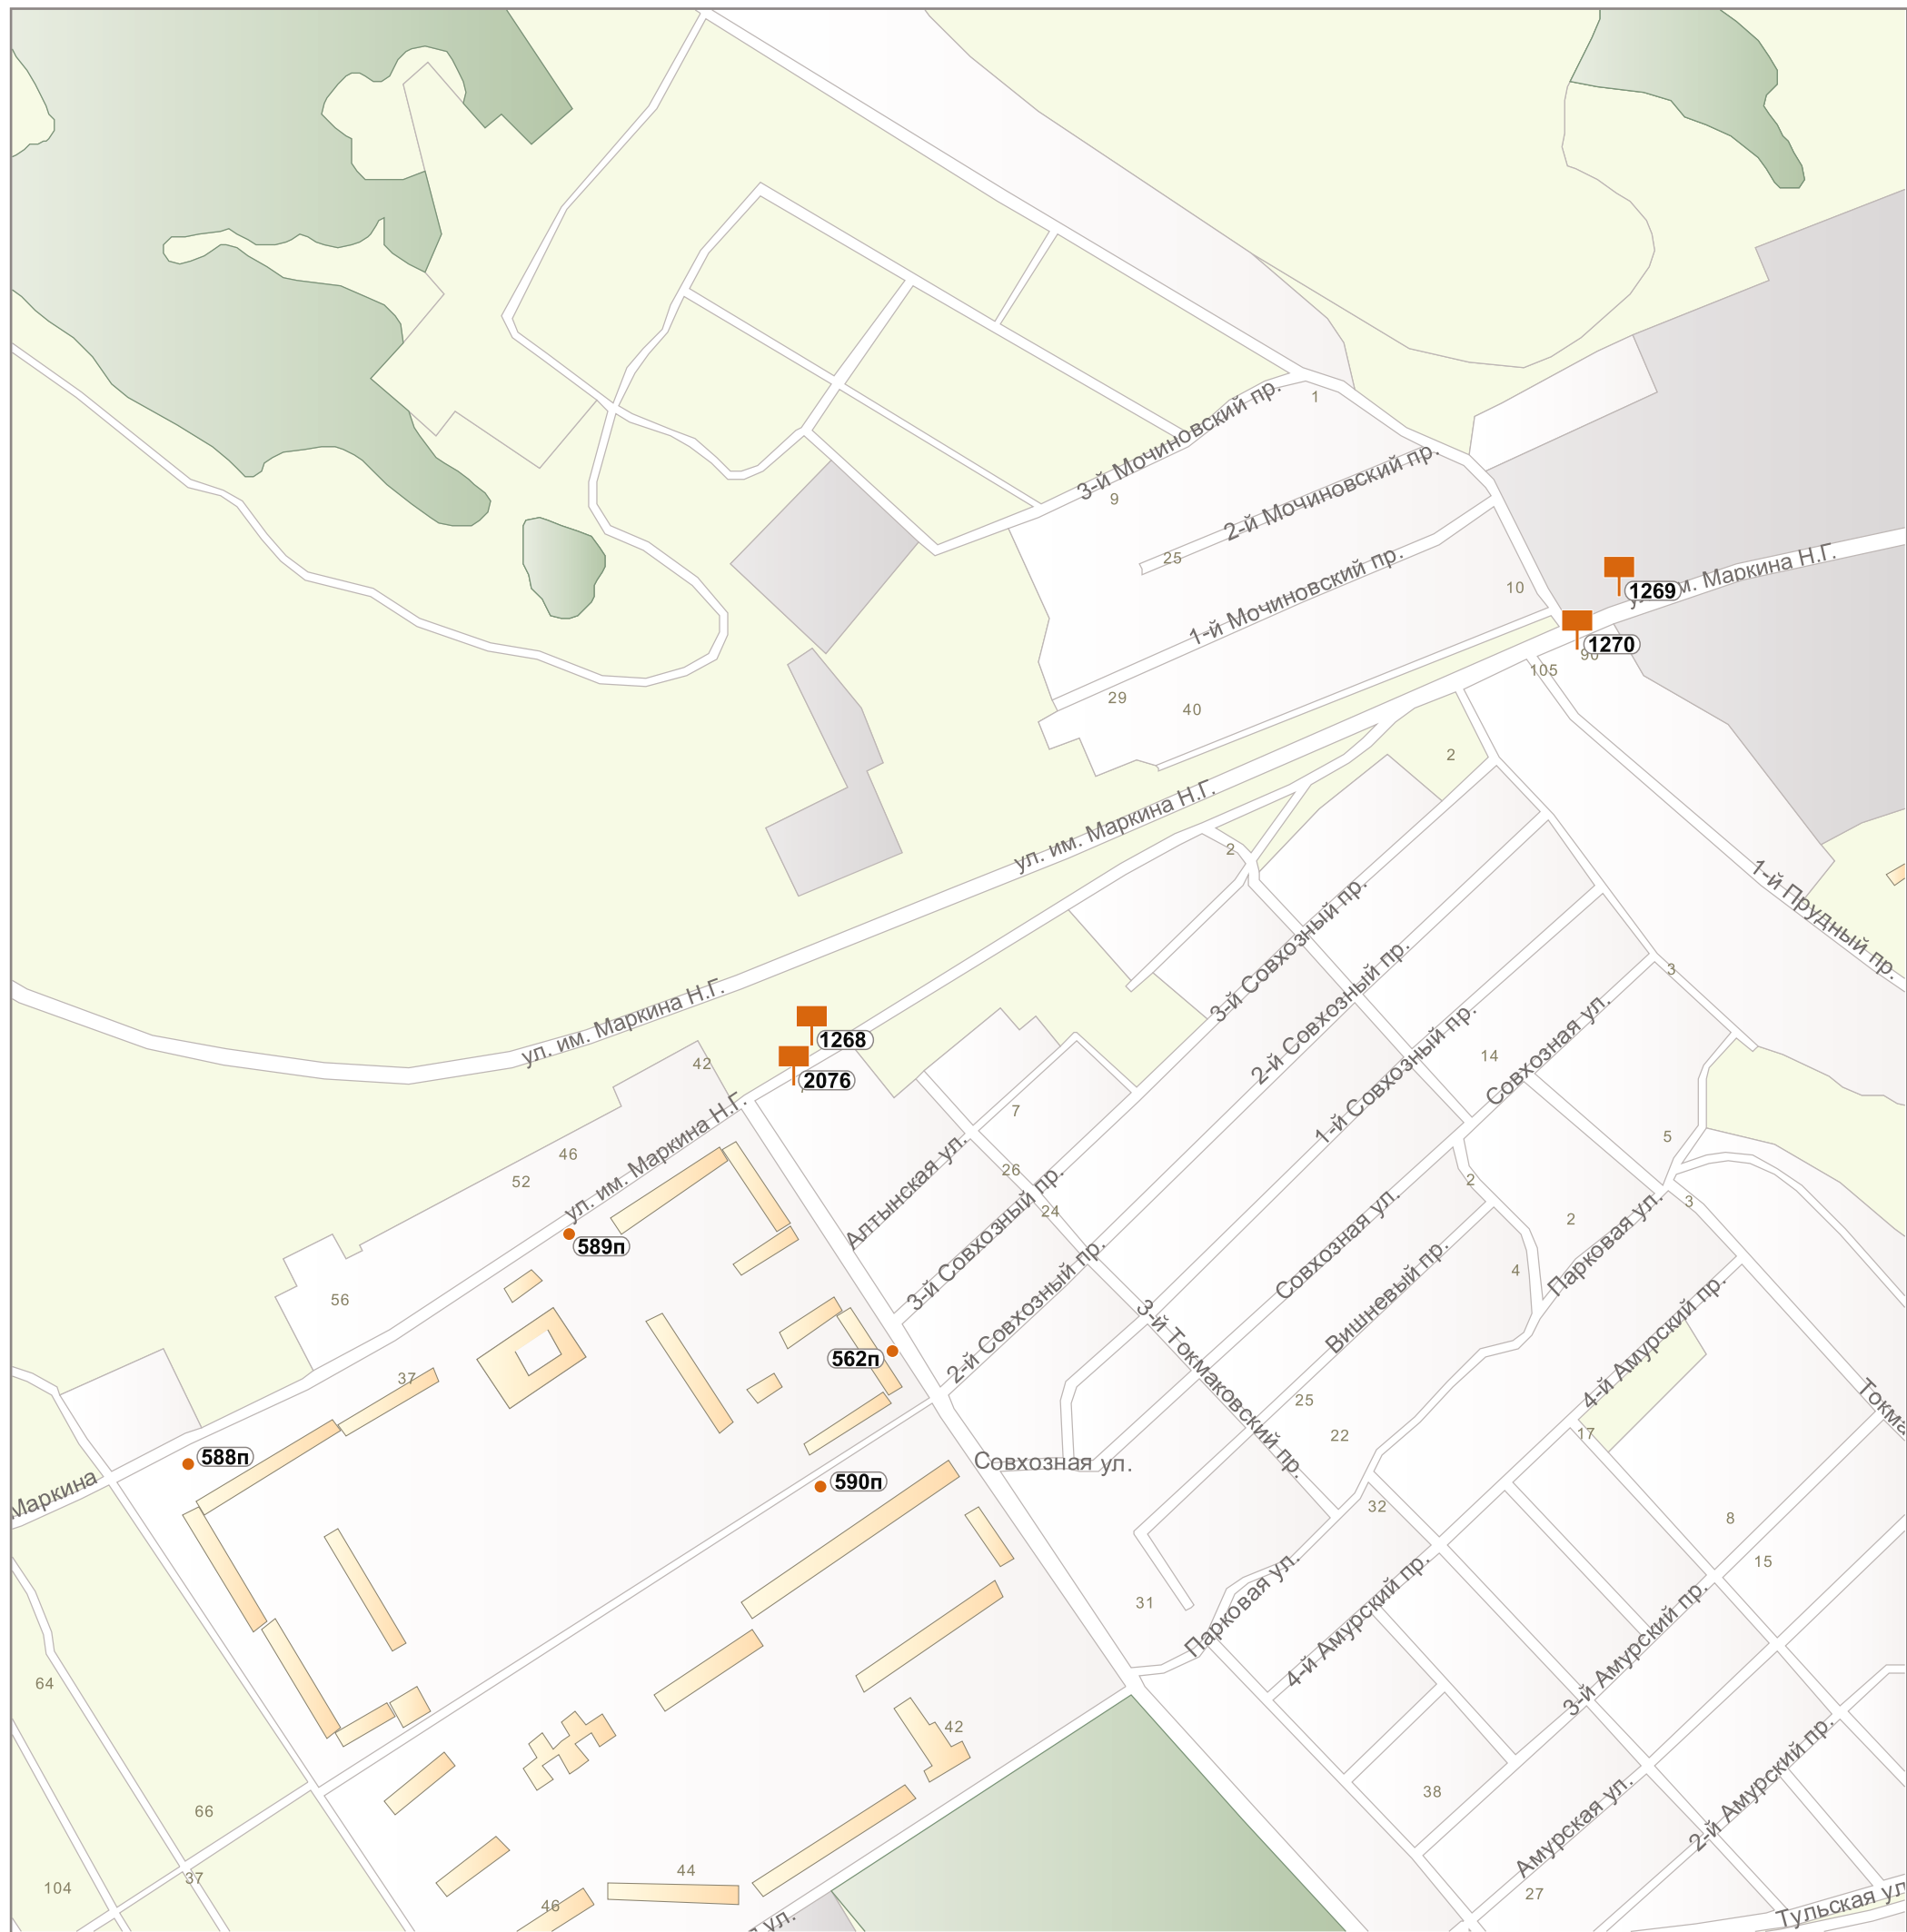 1
3-й Мочиновский пр.
2-й Мочиновский пр.
9
25
1-й Мочиновский пр.
10
1269
ул. им. Маркина Н.Г.
1270
90
105
29
40
2
ул. им. Маркина Н.Г.
2
1-й Прудный пр.
3-й Совхозный пр.
2-й Совхозный пр.
3
ул. им. Маркина Н.Г.
1268
2076
42
1-й Совхозный пр.
14
Совхозная ул.
7
ул. им. Маркина Н.Г.
46
52
Алтынская ул.
26
24
5
2
3
2
4
3-й Совхозный пр.
2-й Совхозный пр.
Совхозная ул.
Вишневый пр.
Парковая ул.
589п
56
562п
37
3-й Токмаковский пр.
4-й Амурский пр.
25
22
17
Токма
588п
590п
Маркина
Совхозная ул.
32
8
15
31
Парковая ул.
4-й Амурский пр.
3-й Амурский пр.
64
42
38
66
Амурская ул.
2-й Амурский пр.
104
37
44
46
27
Тульская ул
ул.